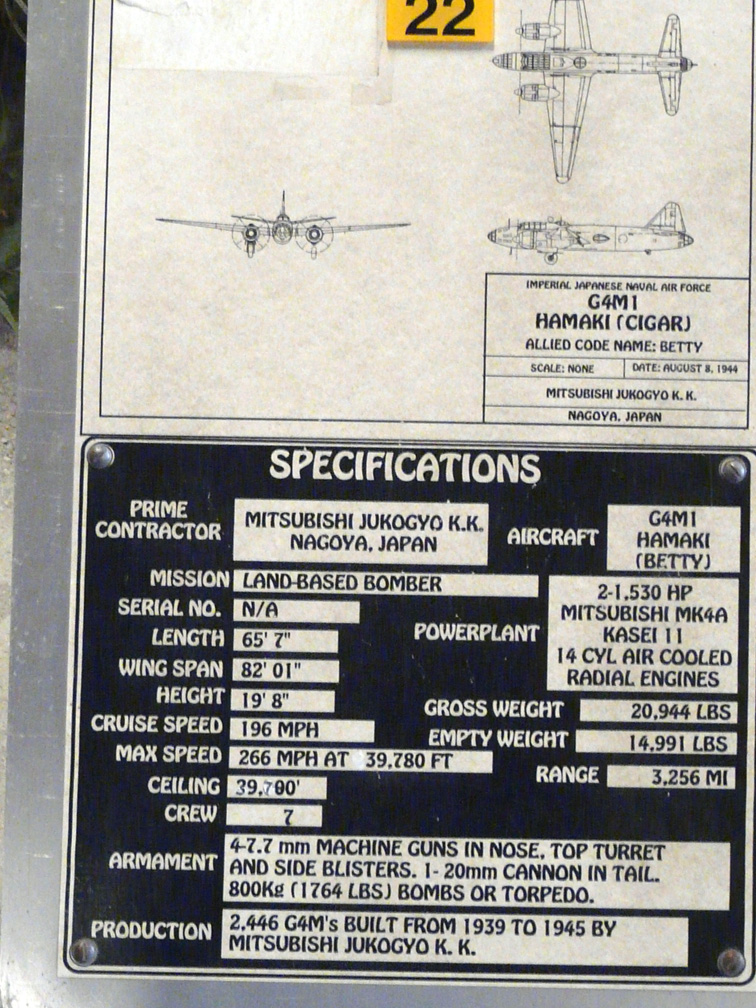 22
IMPERIAL JAPANESE NAVAL AIR FORCE
G4M1
HAMAKI (CIGAR)
ALLIED CODE NAME: BETTY
SCALE: NONE
DATE: AUGUST 8, 1944
MITSUBISHI JUKOGYO K. K.
NAGOYA, JAPAN
SPECIFICATIONS
PRIME
CONTRACTOR
MITSUBISHI JUKOGYO K.K.
NAGOYA, JAPAN
AIRCRAFT
G4M1
HAMAKI
(BETTY)
MISSION LAND-BASED BOMBER
SERIAL NO. N/A
LENGTH 65' 7"
WING SPAN 82' 01"
HEIGHT 19' 8"
CRUISE SPEED 196 MPH
MAX SPEED 266 MPH AT 39,780 FT
CEILING 39,700'
CREW 7
POWERPLANT
2-1,530 HP
MITSUBISHI MK4A
KASEI 11
14 CYL AIR COOLED
RADIAL ENGINES
GROSS WEIGHT 20,944 LBS
EMPTY WEIGHT 14,991 LBS
RANGE 3,256 MI
ARMAMENT
4-7.7 mm MACHINE GUNS IN NOSE, TOP TURRET
AND SIDE BLISTERS. 1- 20mm CANNON IN TAIL.
800Kg (1764 LBS) BOMBS OR TORPEDO.
PRODUCTION
2,446 G4M's BUILT FROM 1939 TO 1945 BY
MITSUBISHI JUKOGYO K. K.